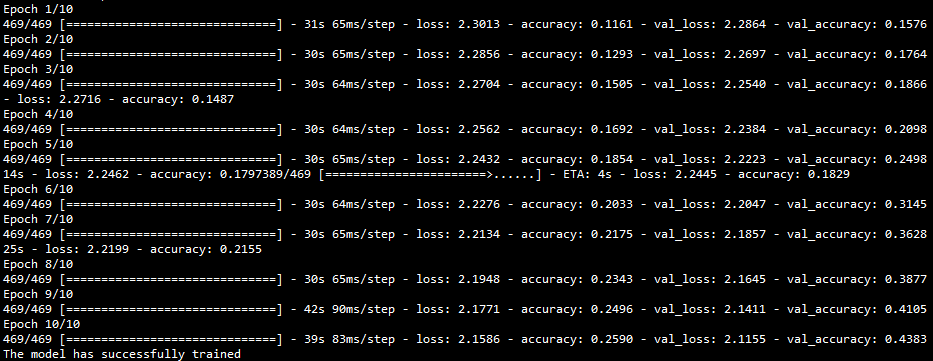 Epoch 1/10
469/469 [==============================] - 31s 65ms/step - loss: 2.3013 - accuracy: 0.1161 - val_loss: 2.2864 - val_accuracy: 0.1576
Epoch 2/10
469/469 [==============================] - 30s 65ms/step - loss: 2.2856 - accuracy: 0.1293 - val_loss: 2.2697 - val_accuracy: 0.1764
Epoch 3/10
469/469 [==============================] - 30s 64ms/step - loss: 2.2704 - accuracy: 0.1505 - val_loss: 2.2540 - val_accuracy: 0.1866
- loss: 2.2716 - accuracy: 0.1487
Epoch 4/10
469/469 [==============================] - 30s 64ms/step - loss: 2.2562 - accuracy: 0.1692 - val_loss: 2.2384 - val_accuracy: 0.2098
Epoch 5/10
469/469 [==============================] - 30s 65ms/step - loss: 2.2432 - accuracy: 0.1854 - val_loss: 2.2223 - val_accuracy: 0.2498
14s - loss: 2.2462 - accuracy: 0.1797389/469 [========================>......] - ETA: 4s - loss: 2.2445 - accuracy: 0.1829
Epoch 6/10
469/469 [==============================] - 30s 64ms/step - loss: 2.2276 - accuracy: 0.2033 - val_loss: 2.2047 - val_accuracy: 0.3145
Epoch 7/10
469/469 [==============================] - 30s 65ms/step - loss: 2.2134 - accuracy: 0.2175 - val_loss: 2.1857 - val_accuracy: 0.3628
25s - loss: 2.2199 - accuracy: 0.2155
Epoch 8/10
469/469 [==============================] - 30s 65ms/step - loss: 2.1948 - accuracy: 0.2343 - val_loss: 2.1645 - val_accuracy: 0.3877
Epoch 9/10
469/469 [==============================] - 42s 90ms/step - loss: 2.1771 - accuracy: 0.2496 - val_loss: 2.1411 - val_accuracy: 0.4105
Epoch 10/10
469/469 [==============================] - 39s 83ms/step - loss: 2.1586 - accuracy: 0.2590 - val_loss: 2.1155 - val_accuracy: 0.4383
The model has successfully trained